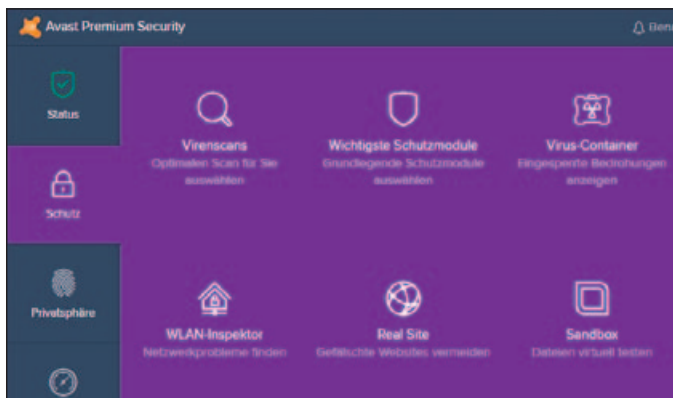 Avast Premium Security
Status
Schutz
Privatsphäre
Virenscans
Optimalen Scan für Sie
auswählen
Wichtigste Schutzmodule
Grundlegende Schutzmodule
auswählen
Virus-Container
Eingesperrte Bedrohungen
anzeigen
WLAN-Inspektor
Netzwerkprobleme finden
Real Site
Gefälschte Websites vermeiden
Sandbox
Dateien virtuell testen